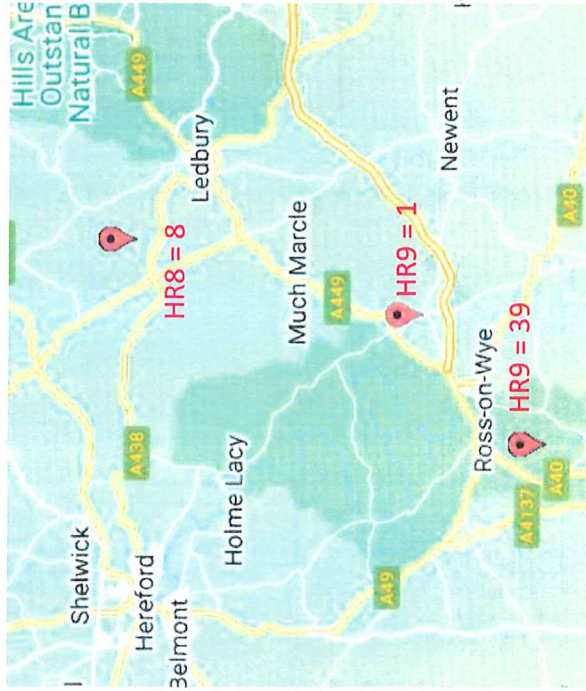 Hills Are
Outstan
Natural B
A449
Ledbury
HR8 = 8
Newent
Much Marcle
HR9 = 1
A449
A40
A438
Ross-on-Wye
HR9 = 39
Shelwick
Holme Lacy
Hereford
Belmont
A49
A4137
A40